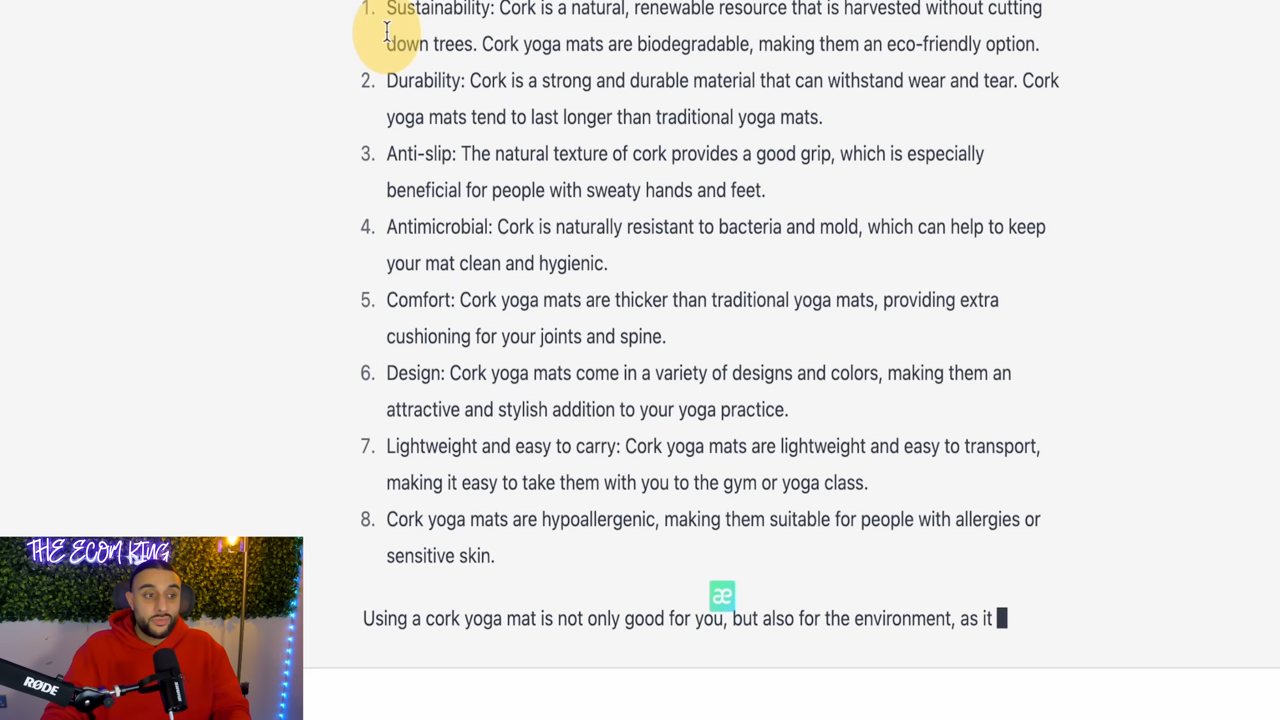 1. Sustainability: Cork is a natural, renewable resource that is harvested without cutting
down trees. Cork yoga mats are biodegradable, making them an eco-friendly option.
2. Durability: Cork is a strong and durable material that can withstand wear and tear. Cork
yoga mats tend to last longer than traditional yoga mats.
3. Anti-slip: The natural texture of cork provides a good grip, which is especially
beneficial for people with sweaty hands and feet.
4. Antimicrobial: Cork is naturally resistant to bacteria and mold, which can help to keep
your mat clean and hygienic.
5. Comfort: Cork yoga mats are thicker than traditional yoga mats, providing extra
cushioning for your joints and spine.
6. Design: Cork yoga mats come in a variety of designs and colors, making them an
attractive and stylish addition to your yoga practice.
7. Lightweight and easy to carry: Cork yoga mats are lightweight and easy to transport,
making it easy to take them with you to the gym or yoga class.
8. Cork yoga mats are hypoallergenic, making them suitable for people with allergies or
sensitive skin.
æ
Using a cork yoga mat is not only good for you, but also for the environment, as it
THE ECOM KING
RØDE